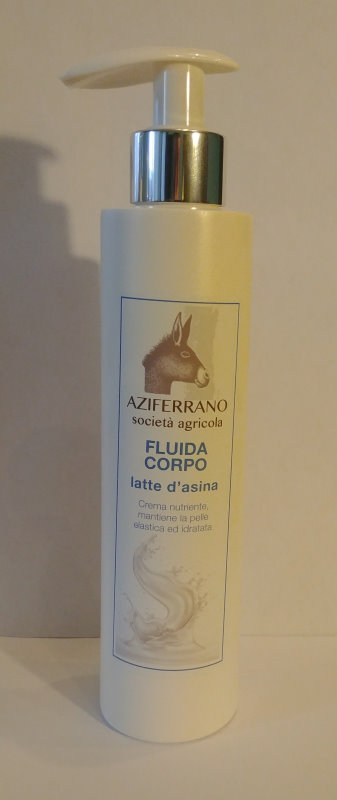 AZIFERRANO
società agricola
FLUIDA
CORPO
latte d'asina
Crema nutriente,
mantiene la pelle
elastica ed idratata